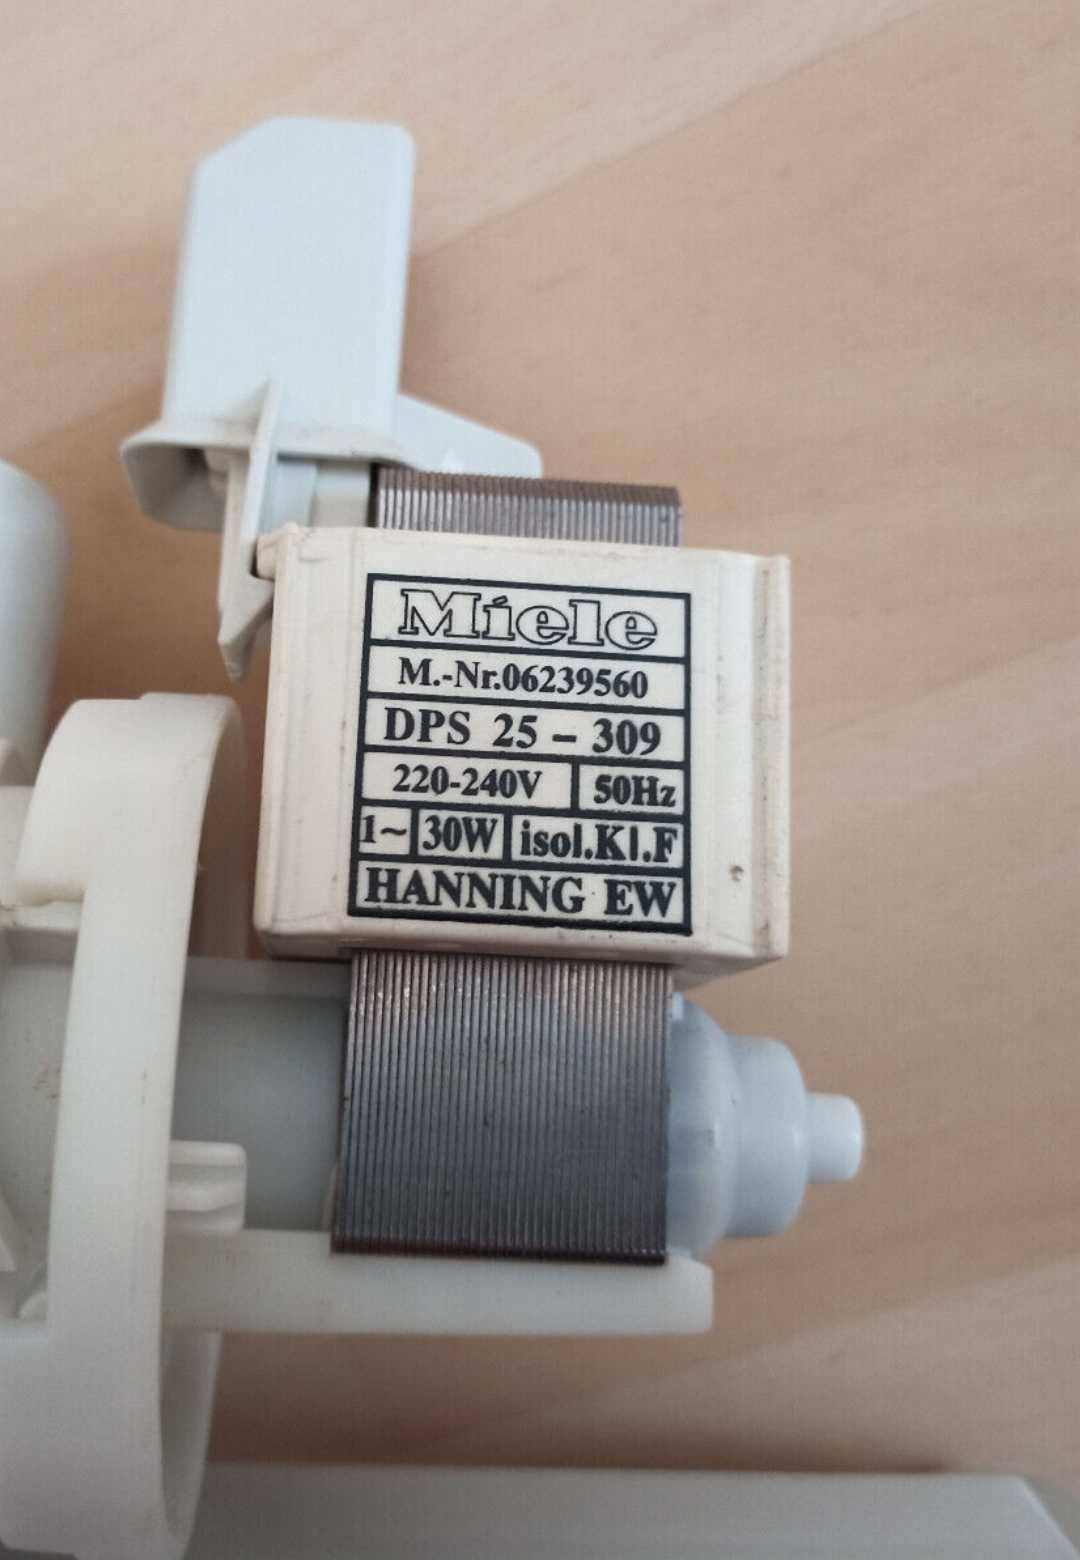 Miele
M.-Nr.06239560
DPS 25 - 309
220-240V 50Hz
1~ 30W isol.Kl.F
HANNING EW